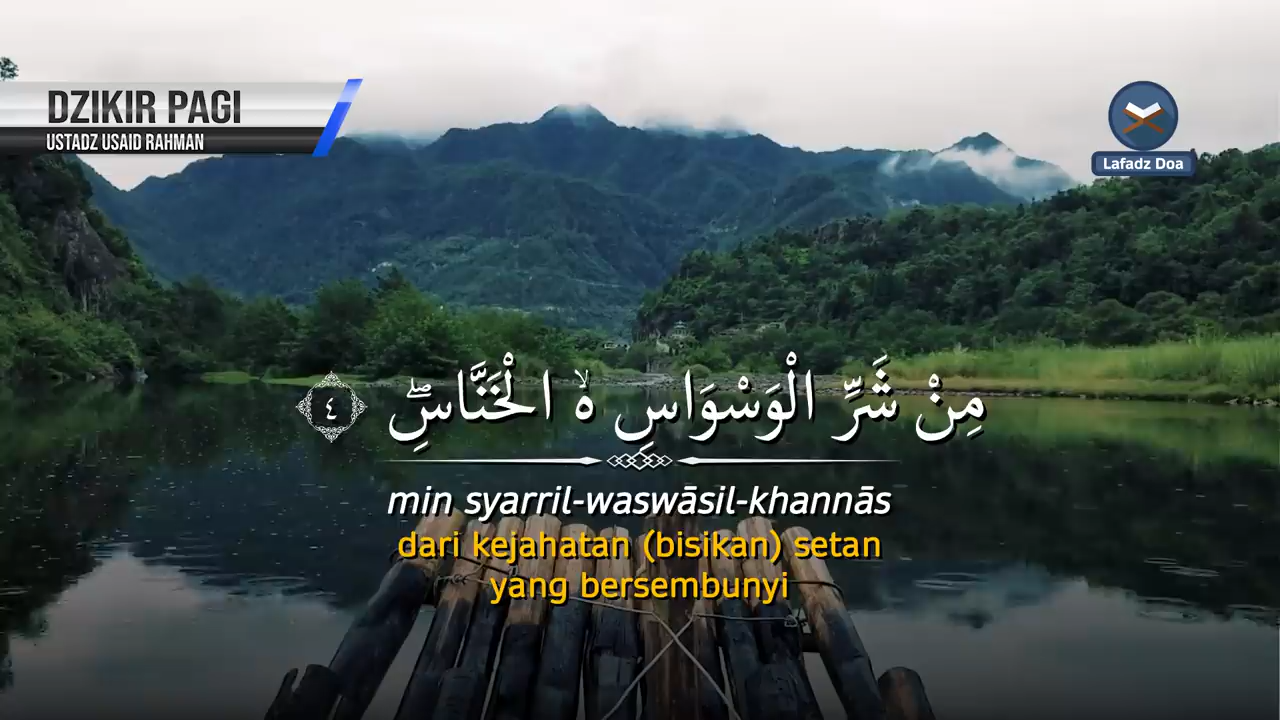 DZIKIR PAGI
USTADZ USAID RAHMAN
Lafadz Doa
مِنْ شَرِّ الْوَسْوَاسِ ەۙ الْخَنَّاسِۖ ٤
min syarril-waswāsil-khannās
dari kejahatan (bisikan) setan
yang bersembunyi